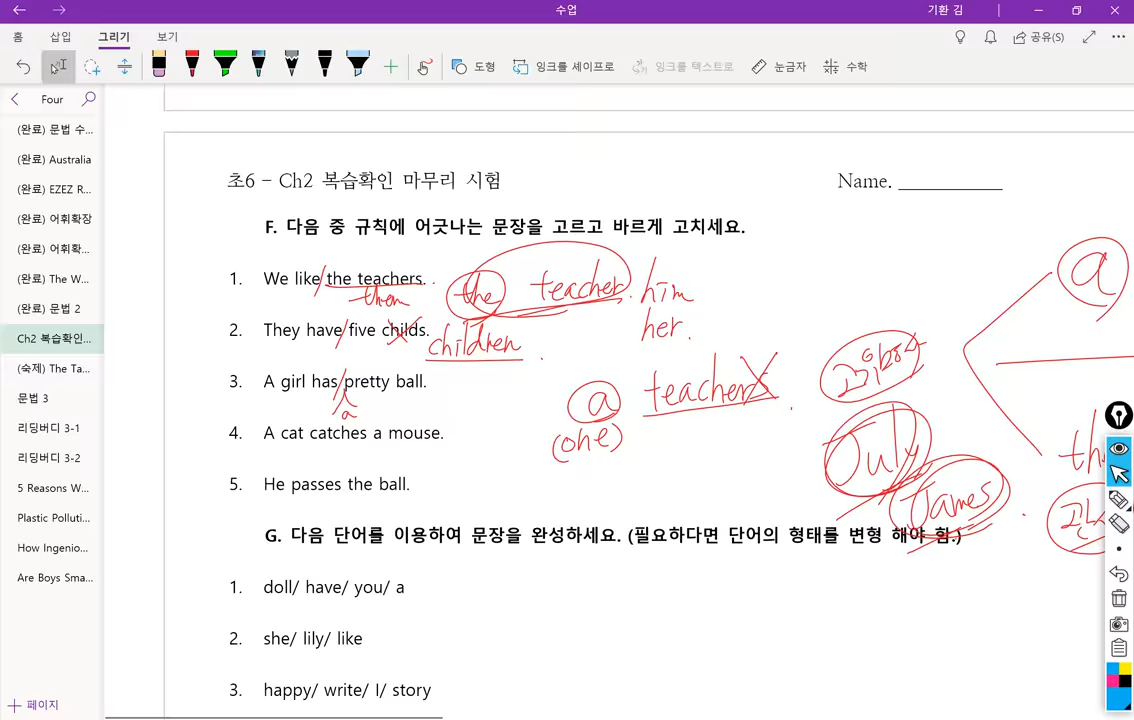 수업
기환 김
홈 삽입 그리기 보기
공유(S)
도형 잉크를 셰이프로 잉크를 텍스트로 눈금자 수학
Four
(완료) 문법 수...
(완료) Australia
(완료) EZEZ R...
(완료) 어휘확장
(완료) 어휘확...
(완료) The W...
(완료) 문법 2
Ch2 복습확인...
(숙제) The Ta...
문법 3
리딩버디 3-1
리딩버디 3-2
5 Reasons W...
Plastic Polluti...
How Ingenio...
Are Boys Sma...
페이지
초6 – Ch2 복습확인 마무리 시험
Name. ___________
F. 다음 중 규칙에 어긋나는 문장을 고르고 바르게 고치세요.
1. We like/the teachers.
them
the teacher.
him
her.
2. They have/five childs.
children
3. A girl has/pretty ball.
a
a teachers
(one)
4. A cat catches a mouse.
5. He passes the ball.
July
James
a
th
G. 다음 단어를 이용하여 문장을 완성하세요. (필요하다면 단어의 형태를 변형 해야 함.)
1. doll/ have/ you/ a
2. she/ lily/ like
3. happy/ write/ I/ story